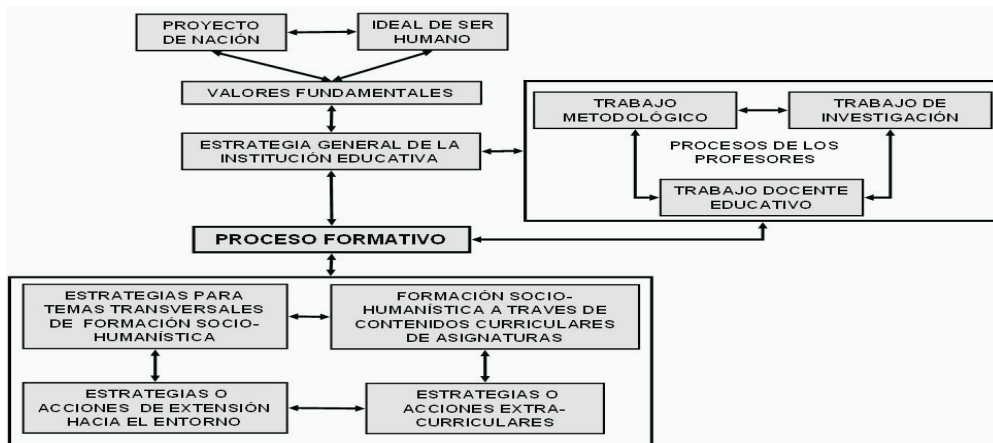 PROYECTO
DE NACIÓN
IDEAL DE SER
HUMANO
VALORES FUNDAMENTALES
ESTRATEGIA GENERAL DE LA
INSTITUCIÓN EDUCATIVA
TRABAJO
METODOLÓGICO
TRABAJO DE
INVESTIGACIÓN
PROCESOS DE LOS
PROFESORES
TRABAJO DOCENTE
EDUCATIVO
PROCESO FORMATIVO
ESTRATEGIAS PARA
TEMAS TRANSVERSALES
DE FORMACIÓN SOCIO-
HUMANÍSTICA
FORMACIÓN SOCIO-
HUMANÍSTICA A TRAVES DE
CONTENIDOS CURRICULARES
DE ASIGNATURAS
ESTRATEGIAS O
ACCIONES DE EXTENSIÓN
HACIA EL ENTORNO
ESTRATEGIAS O
ACCIONES EXTRA-
CURRICULARES